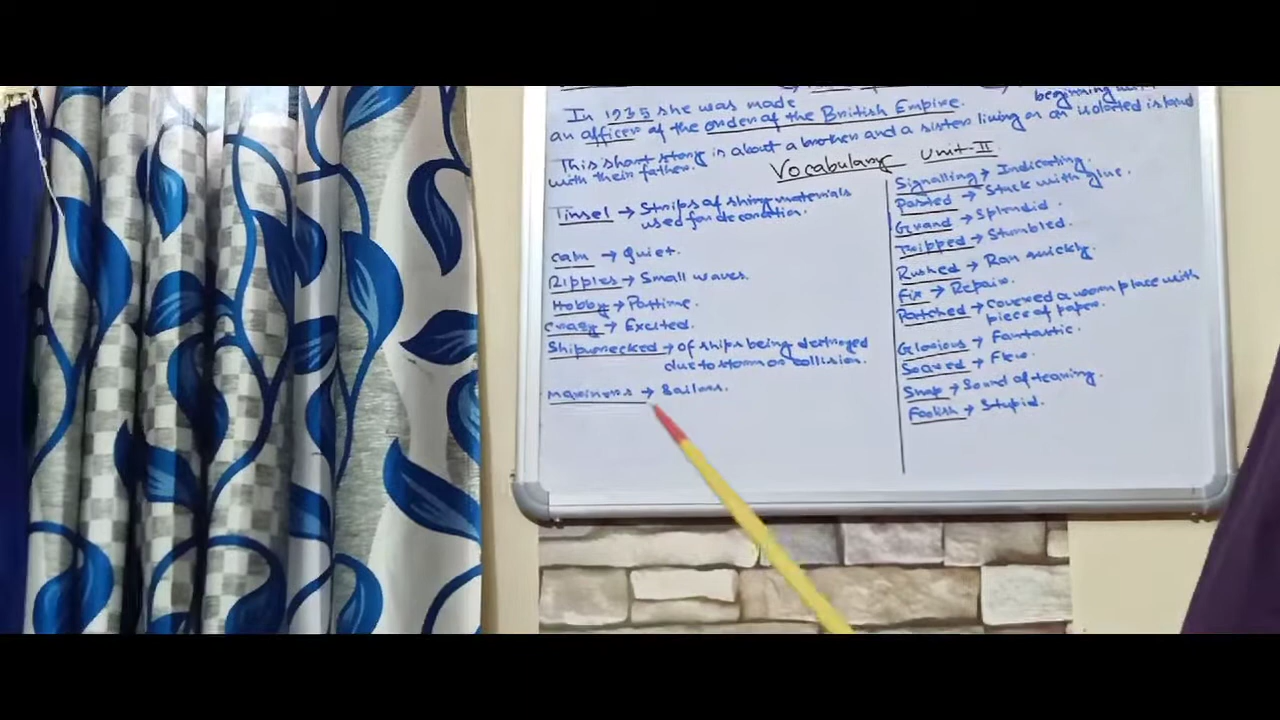 In 1935 she was made
beginning
an officer of the order of the British Empire.
This short story is about a brother and a sister living on an isolated island
with their father.
Vocabulary Unit-II
Tinsel → Strips of shiny materials
used for decoration.
Calm → Quiet.
Ripples → Small waves.
Hobby → Pastime.
Crazy → Excited.
Shipwrecked → of ships being destroyed
due to storm or collision.
Mariners → Sailors.
Signalling → Indicating.
Pasted → Stuck with glue.
Grand → Splendid.
Tripped → Stumbled.
Rushed → Ran quickly.
Fix → Repair.
Patched → Covered a worn place with
piece of paper.
Glorious → Fantastic.
Soared → Flew.
Snap → Sound of tearing.
Foolish → Stupid.